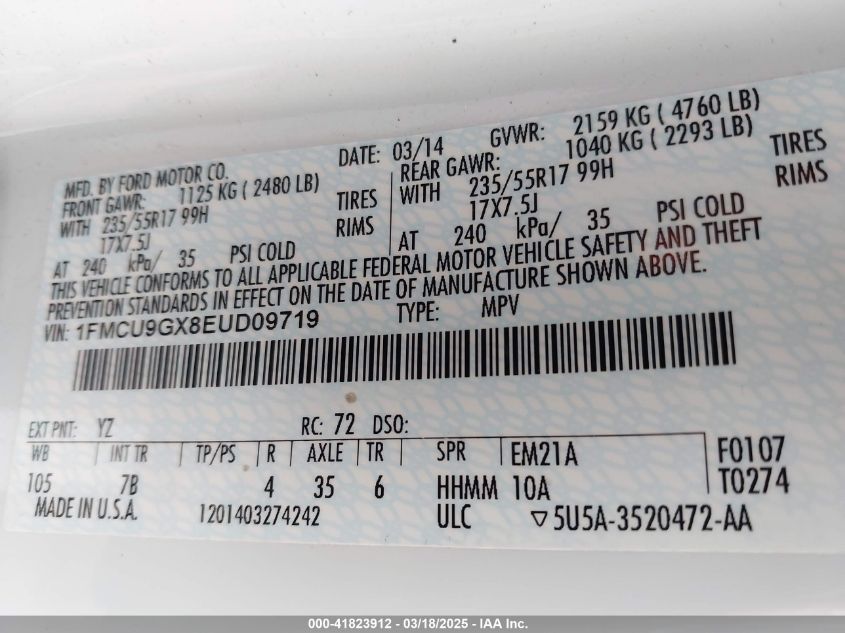 MFD. BY FORD MOTOR CO. DATE: 03/14 GVWR: 2159 KG ( 4760 LB)
FRONT GAWR: 1125 KG ( 2480 LB) REAR GAWR: 1040 KG ( 2293 LB)
WITH 235/55R17 99H TIRES WITH 235/55R17 99H TIRES
17X7.5J RIMS 17X7.5J RIMS
AT 240 kPa/ 35 PSI COLD AT 240 kPa/ 35 PSI COLD
THIS VEHICLE CONFORMS TO ALL APPLICABLE FEDERAL MOTOR VEHICLE SAFETY AND THEFT
PREVENTION STANDARDS IN EFFECT ON THE DATE OF MANUFACTURE SHOWN ABOVE.
VIN: 1FMCU9GX8EUD09719 TYPE: MPV
EXT PNT: YZ RC: 72 DSO:
WB | INT TR | TP/PS | R | AXLE | TR | SPR EM21A F0107
105 7B 4 35 6 HHMM 10A T0274
MADE IN U.S.A. 1201403274242 ULC ▽5U5A-3520472-AA
000-41823912 - 03/18/2025 - IAA Inc.